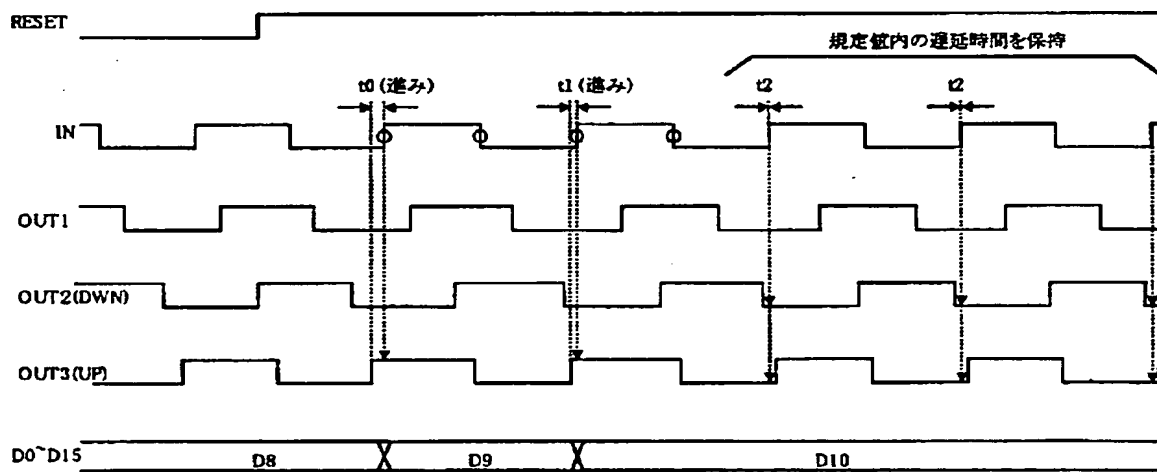 RESET
規定値内の遅延時間を保持
t0 (進み) t1 (進み) t2 t2
IN
OUT1
OUT2(DWN)
OUT3(UP)
D0~D15 D8 D9 D10